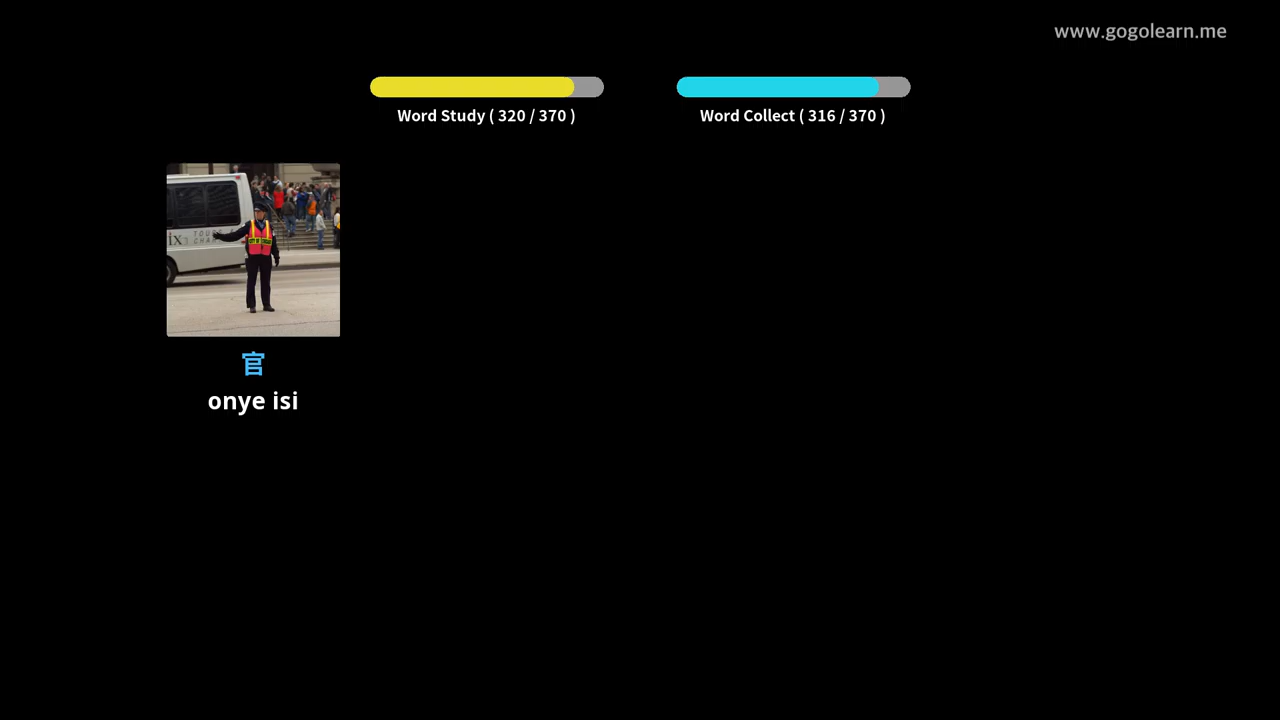 www.gogolearn.me
Word Study ( 320 / 370 )
Word Collect ( 316 / 370 )
官
onye isi